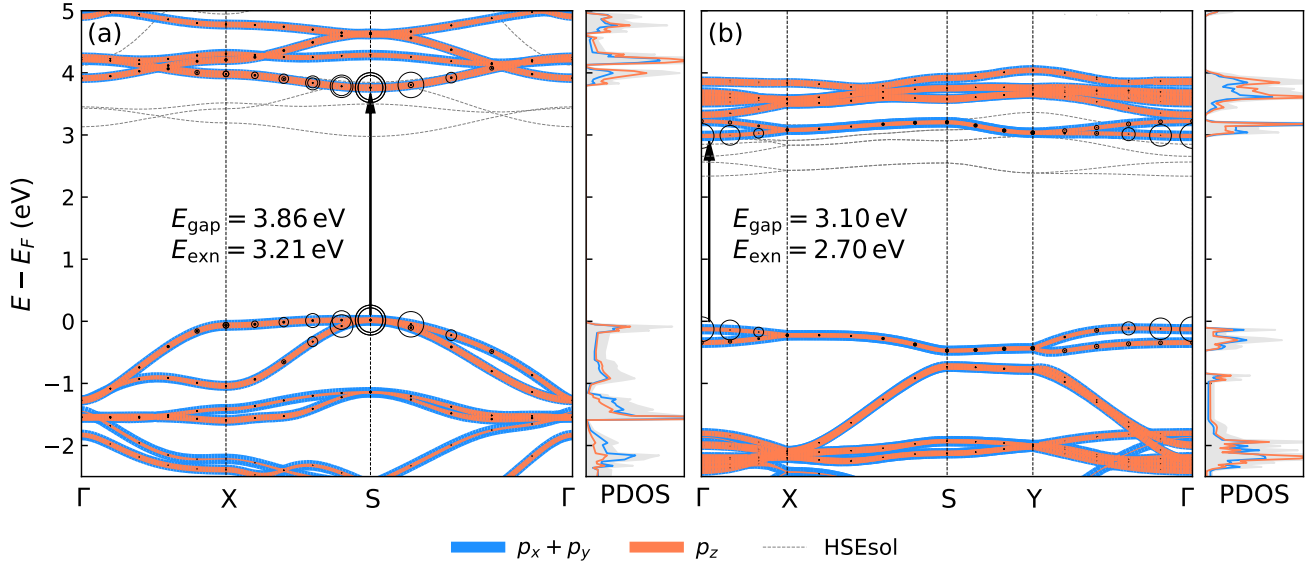 (a)
(b)
E − E_F (eV)
5
4
3
2
1
0
−1
−2
E_gap = 3.86 eV
E_exn = 3.21 eV
E_gap = 3.10 eV
E_exn = 2.70 eV
Γ X S Γ PDOS Γ X S Y Γ PDOS
p_x + p_y p_z HSEsol